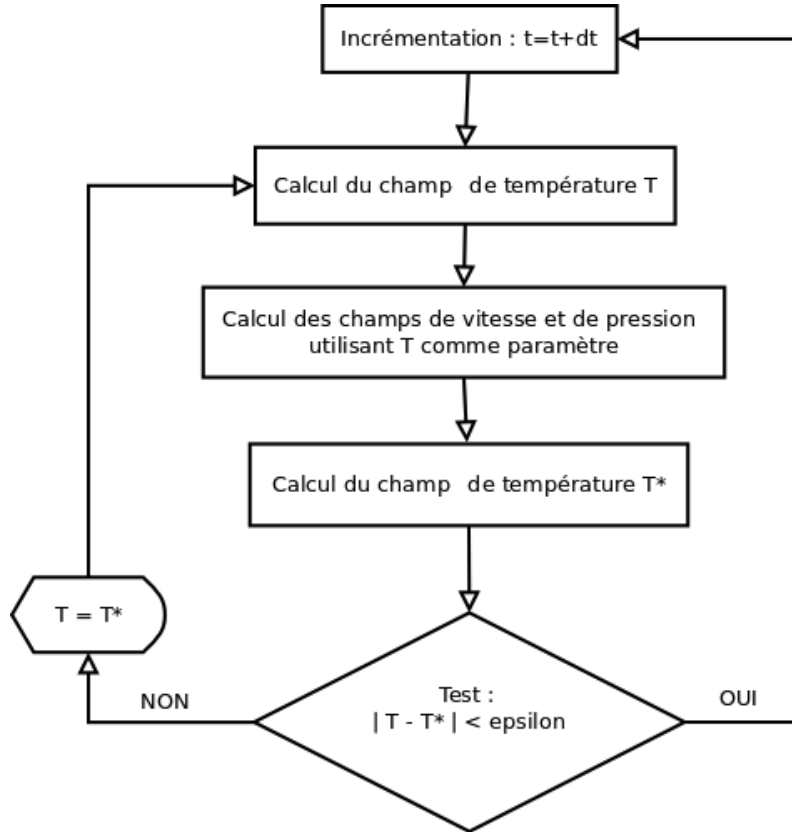 Incrémentation : t=t+dt
Calcul du champ de température T
Calcul des champs de vitesse et de pression
utilisant T comme paramètre
Calcul du champ de température T*
T = T*
Test :
| T - T* | < epsilon
NON
OUI